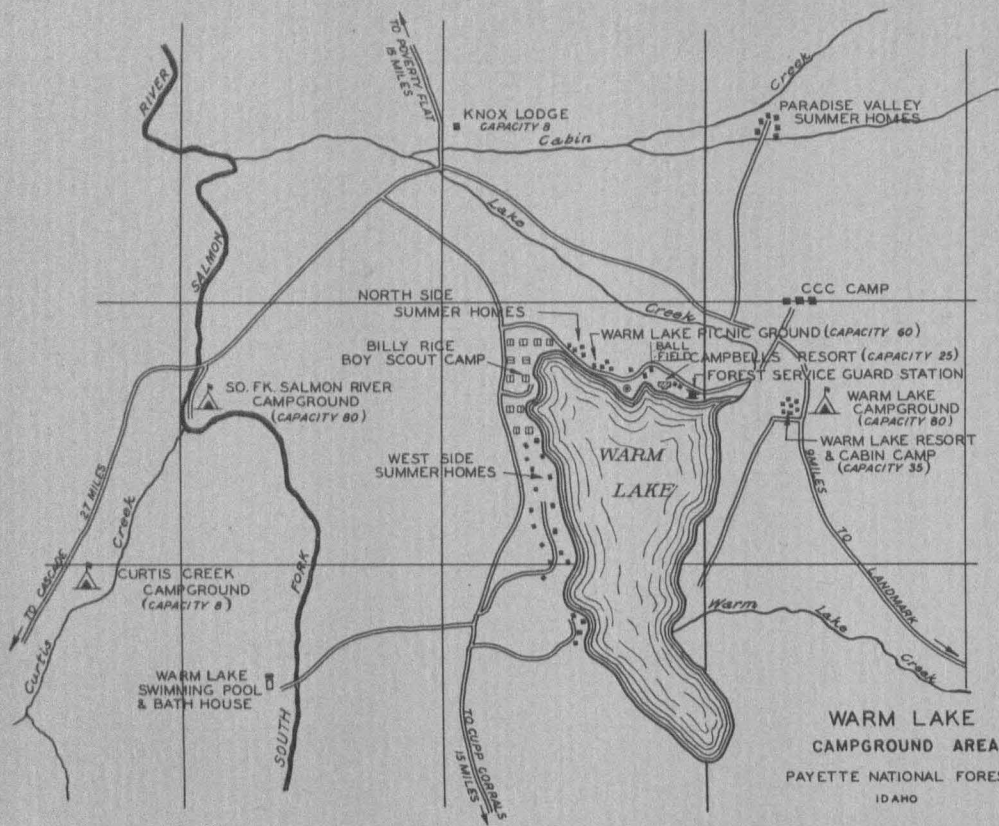 TO POVERTY FLAT
15 MILES
RIVER
SALMON
KNOX LODGE
CAPACITY 8
Cabin
Creek
PARADISE VALLEY
SUMMER HOMES
Lake
Creek
CCC CAMP
NORTH SIDE
SUMMER HOMES
WARM LAKE PICNIC GROUND (CAPACITY 60)
BALL
FIELD
CAMPBELLS RESORT (CAPACITY 25)
FOREST SERVICE GUARD STATION
BILLY RICE
BOY SCOUT CAMP
SO. FK. SALMON RIVER
CAMPGROUND
(CAPACITY 80)
WARM LAKE
CAMPGROUND
(CAPACITY 80)
WARM LAKE RESORT
& CABIN CAMP
(CAPACITY 35)
WEST SIDE
SUMMER HOMES
WARM
LAKE
27 MILES
TO CASCADE
9 MILES
TO
LANDMARK
Creek
Curtis
CURTIS CREEK
CAMPGROUND
(CAPACITY 8)
FORK
SOUTH
Warm
Lake
Creek
WARM LAKE
SWIMMING POOL
& BATH HOUSE
TO CUPP CORRALS
15 MILES
WARM LAKE
CAMPGROUND AREA
PAYETTE NATIONAL FORES
IDAHO